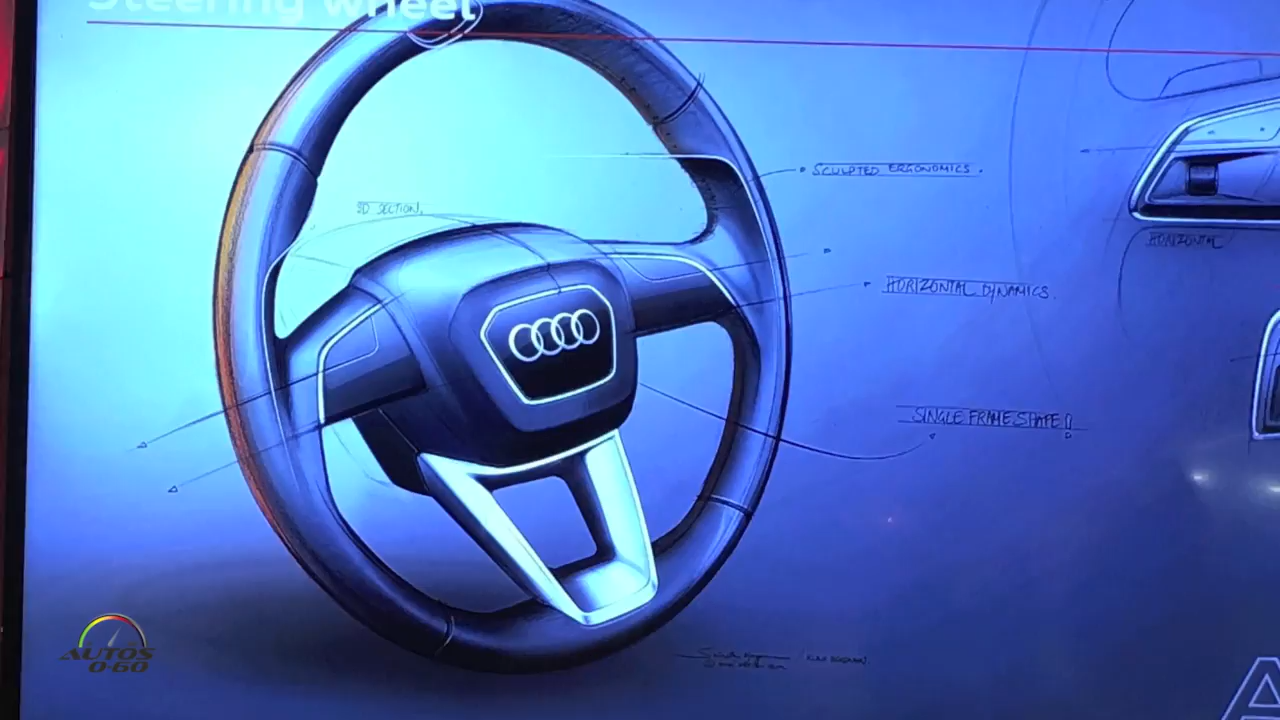 Steering wheel
SCULPTED ERGONOMICS.
3D SECTION.
HORIZONTAL
HORIZONTAL DYNAMICS.
SINGLE FRAME SHAPE!
AUTOS
0-60
A